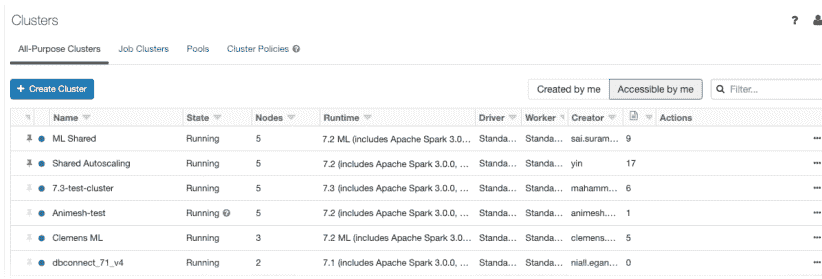 Clusters ?
All-Purpose Clusters Job Clusters Pools Cluster Policies ?
+ Create Cluster Created by me Accessible by me Filter...
Name State Nodes Runtime Driver Worker Creator Actions
ML Shared Running 5 7.2 ML (includes Apache Spark 3.0... Standa... Standa... sai.suram... 9 ...
Shared Autoscaling Running 5 7.2 (includes Apache Spark 3.0.0, ... Standa... Standa... yin 17 ...
7.3-test-cluster Running 5 7.3 (includes Apache Spark 3.0.0, ... Standa... Standa... mahamm... 6 ...
Animesh-test Running ? 5 7.2 (includes Apache Spark 3.0.0, ... Standa... Standa... animesh.... 1 ...
Clemens ML Running 3 7.2 ML (includes Apache Spark 3.0... Standa... Standa... clemens.... 5 ...
dbconnect_71_v4 Running 2 7.1 (includes Apache Spark 3.0.0, ... Standa... Standa... niall.egan... 0 ...